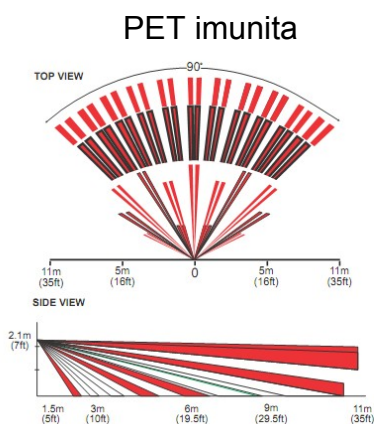 PET imunita
TOP VIEW
90°
11m 5m 0 5m 11m
(35ft) (16ft) (16ft) (35ft)
SIDE VIEW
2.1m
(7ft)
1.5m 3m 6m 9m 11m
(5ft) (10ft) (19.5ft) (29.5ft) (35ft)